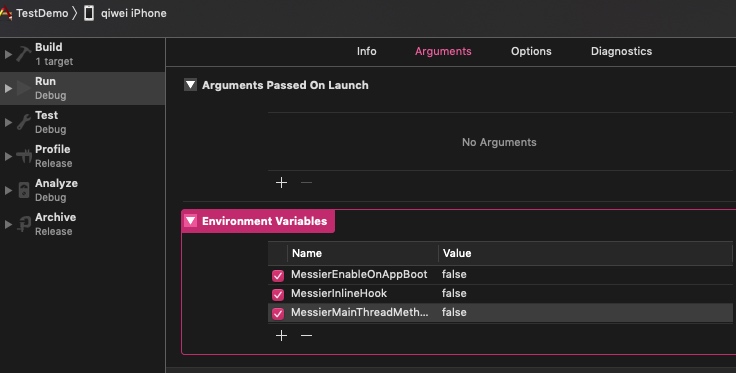 TestDemo 〉 qiwei iPhone
Build
1 target
Run
Debug
Test
Debug
Profile
Release
Analyze
Debug
Archive
Release
Info Arguments Options Diagnostics
Arguments Passed On Launch
No Arguments
Environment Variables
Name Value
MessierEnableOnAppBoot false
MessierInlineHook false
MessierMainThreadMeth... false